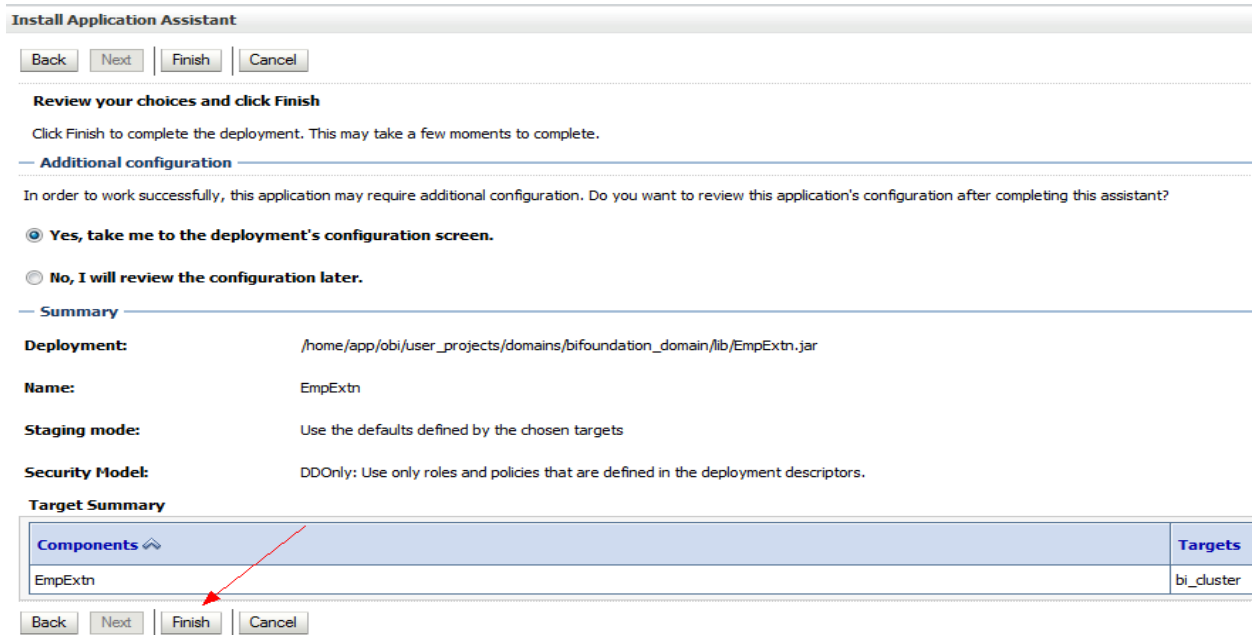 Install Application Assistant
Back Next Finish Cancel
Review your choices and click Finish
Click Finish to complete the deployment. This may take a few moments to complete.
Additional configuration
In order to work successfully, this application may require additional configuration. Do you want to review this application's configuration after completing this assistant?
Yes, take me to the deployment's configuration screen.
No, I will review the configuration later.
Summary
Deployment: /home/app/obi/user_projects/domains/bifoundation_domain/lib/EmpExtn.jar
Name: EmpExtn
Staging mode: Use the defaults defined by the chosen targets
Security Model: DDOnly: Use only roles and policies that are defined in the deployment descriptors.
Target Summary
Components Targets
EmpExtn bi_cluster
Back Next Finish Cancel